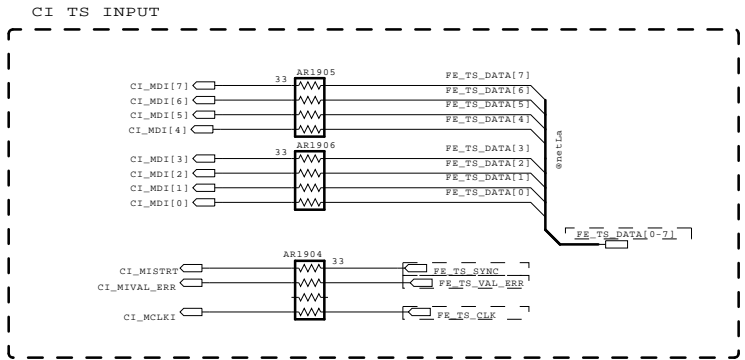 CI TS INPUT
AR1905
33
CI_MDI[7] FE_TS_DATA[7]
CI_MDI[6] FE_TS_DATA[6]
CI_MDI[5] FE_TS_DATA[5]
CI_MDI[4] FE_TS_DATA[4]
AR1906
33
CI_MDI[3] FE_TS_DATA[3]
CI_MDI[2] FE_TS_DATA[2]
CI_MDI[1] FE_TS_DATA[1]
CI_MDI[0] FE_TS_DATA[0]
@netLa
FE_TS_DATA[0-7]
AR1904
33
CI_MISTRT FE_TS_SYNC
CI_MIVAL_ERR FE_TS_VAL_ERR
CI_MCLKI FE_TS_CLK